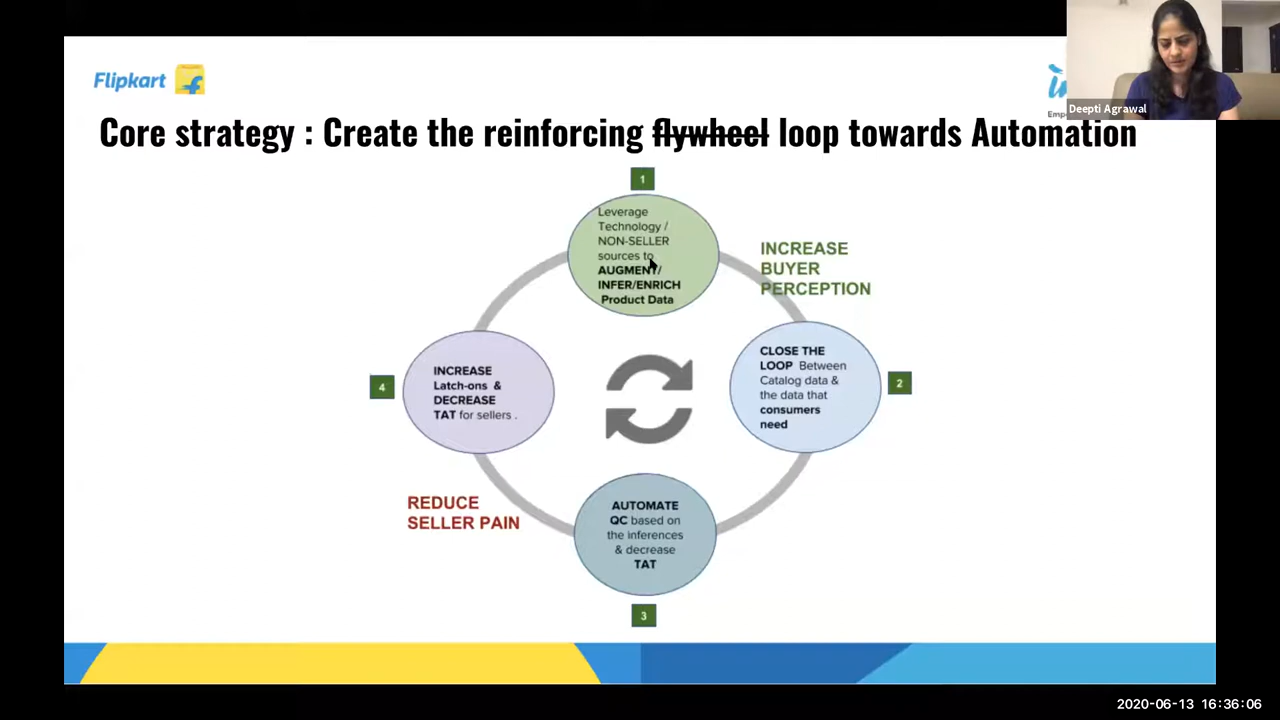 Flipkart
Deepti Agrawal
Core strategy : Create the reinforcing flywheel loop towards Automation
1
Leverage
Technology /
NON-SELLER
sources to
AUGMENT/
INFER/ENRICH
Product Data
INCREASE
BUYER
PERCEPTION
CLOSE THE
LOOP Between
Catalog data &
the data that
consumers
need
2
4
INCREASE
Latch-ons &
DECREASE
TAT for sellers .
REDUCE
SELLER PAIN
AUTOMATE
QC based on
the inferences
& decrease
TAT
3
2020-06-13 16:36:06